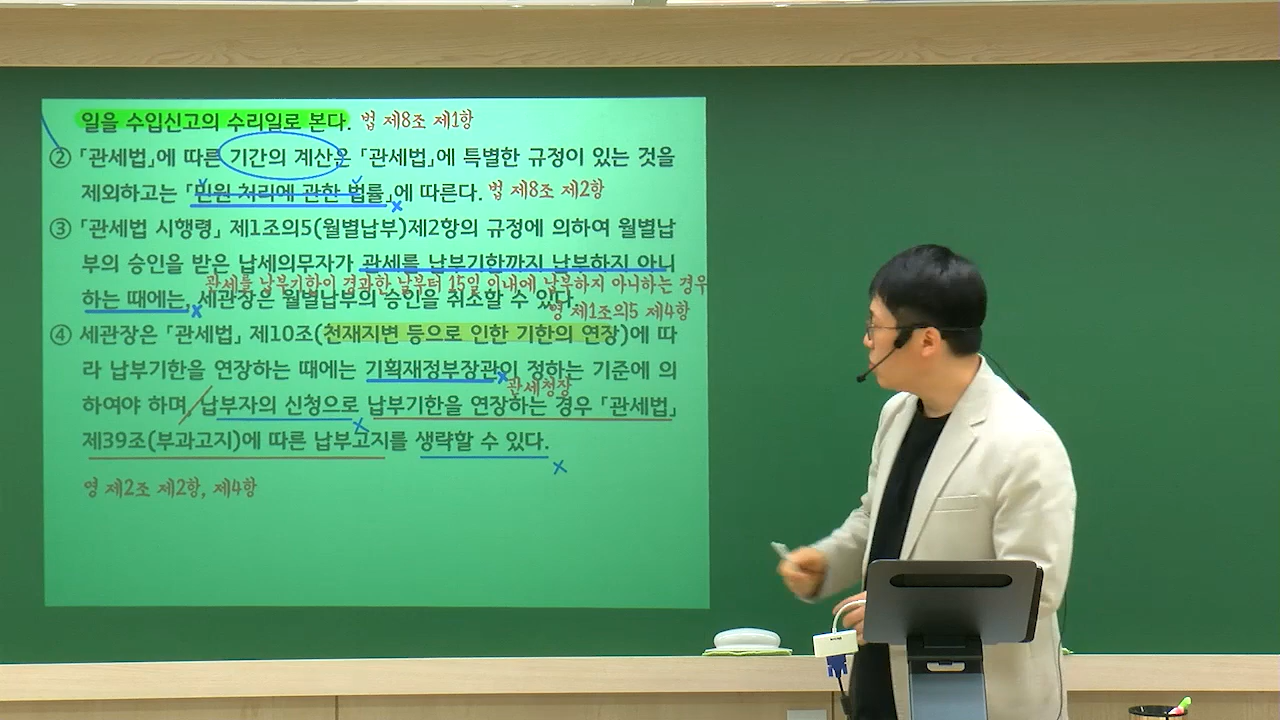 일을 수입신고의 수리일로 본다. 법 제8조 제1항
② 「관세법」에 따른 기간의 계산은 「관세법」에 특별한 규정이 있는 것을
제외하고는 「민원 처리에 관한 법률」에 따른다. 법 제8조 제2항
③ 「관세법 시행령」 제1조의5(월별납부)제2항의 규정에 의하여 월별납
부의 승인을 받은 납세의무자가 관세를 납부기한까지 납부하지 아니
관세를 납부기한이 경과한 날부터 15일 이내에 납부하지 아니하는 경우
하는 때에는, 세관장은 월별납부의 승인을 취소할 수 있다.
영 제1조의5 제4항
④ 세관장은 「관세법」 제10조(천재지변 등으로 인한 기한의 연장)에 따
라 납부기한을 연장하는 때에는 기획재정부장관이 정하는 기준에 의
관세청장
하여야 하며, 납부자의 신청으로 납부기한을 연장하는 경우 「관세법」
제39조(부과고지)에 따른 납부고지를 생략할 수 있다.
영 제2조 제2항, 제4항